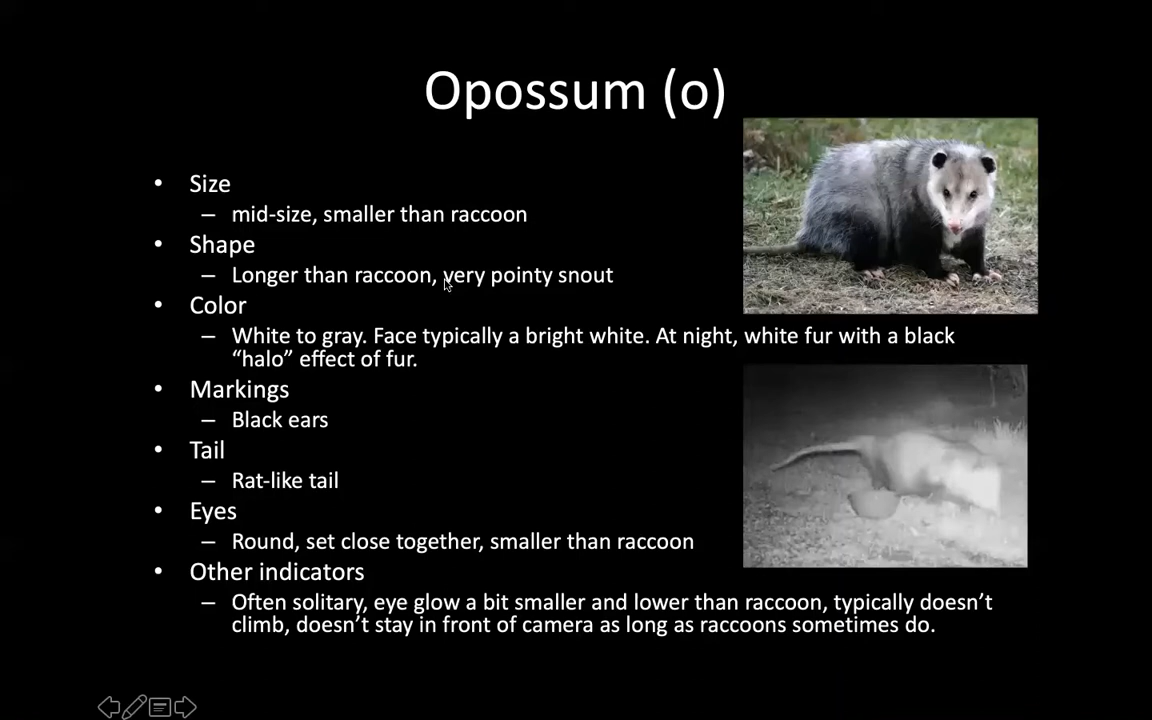 Opossum (o)
• Size
– mid-size, smaller than raccoon
• Shape
– Longer than raccoon, very pointy snout
• Color
– White to gray. Face typically a bright white. At night, white fur with a black
“halo” effect of fur.
• Markings
– Black ears
• Tail
– Rat-like tail
• Eyes
– Round, set close together, smaller than raccoon
• Other indicators
– Often solitary, eye glow a bit smaller and lower than raccoon, typically doesn’t
climb, doesn’t stay in front of camera as long as raccoons sometimes do.